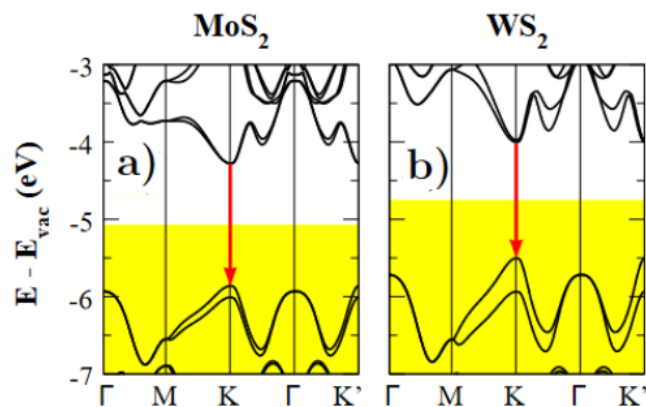 MoS2 WS2
E - Evac (eV)
-3
-4
-5
-6
-7
a)
b)
Γ M K Γ K' Γ M K Γ K'